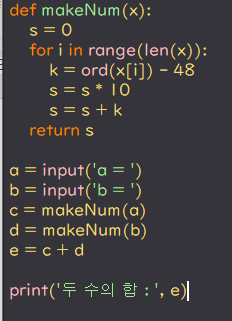 def makeNum(x):
    s = 0
    for i in range(len(x)):
        k = ord(x[i]) - 48
        s = s * 10
        s = s + k
    return s

a = input('a = ')
b = input('b = ')
c = makeNum(a)
d = makeNum(b)
e = c + d

print('두 수의 합 : ', e)